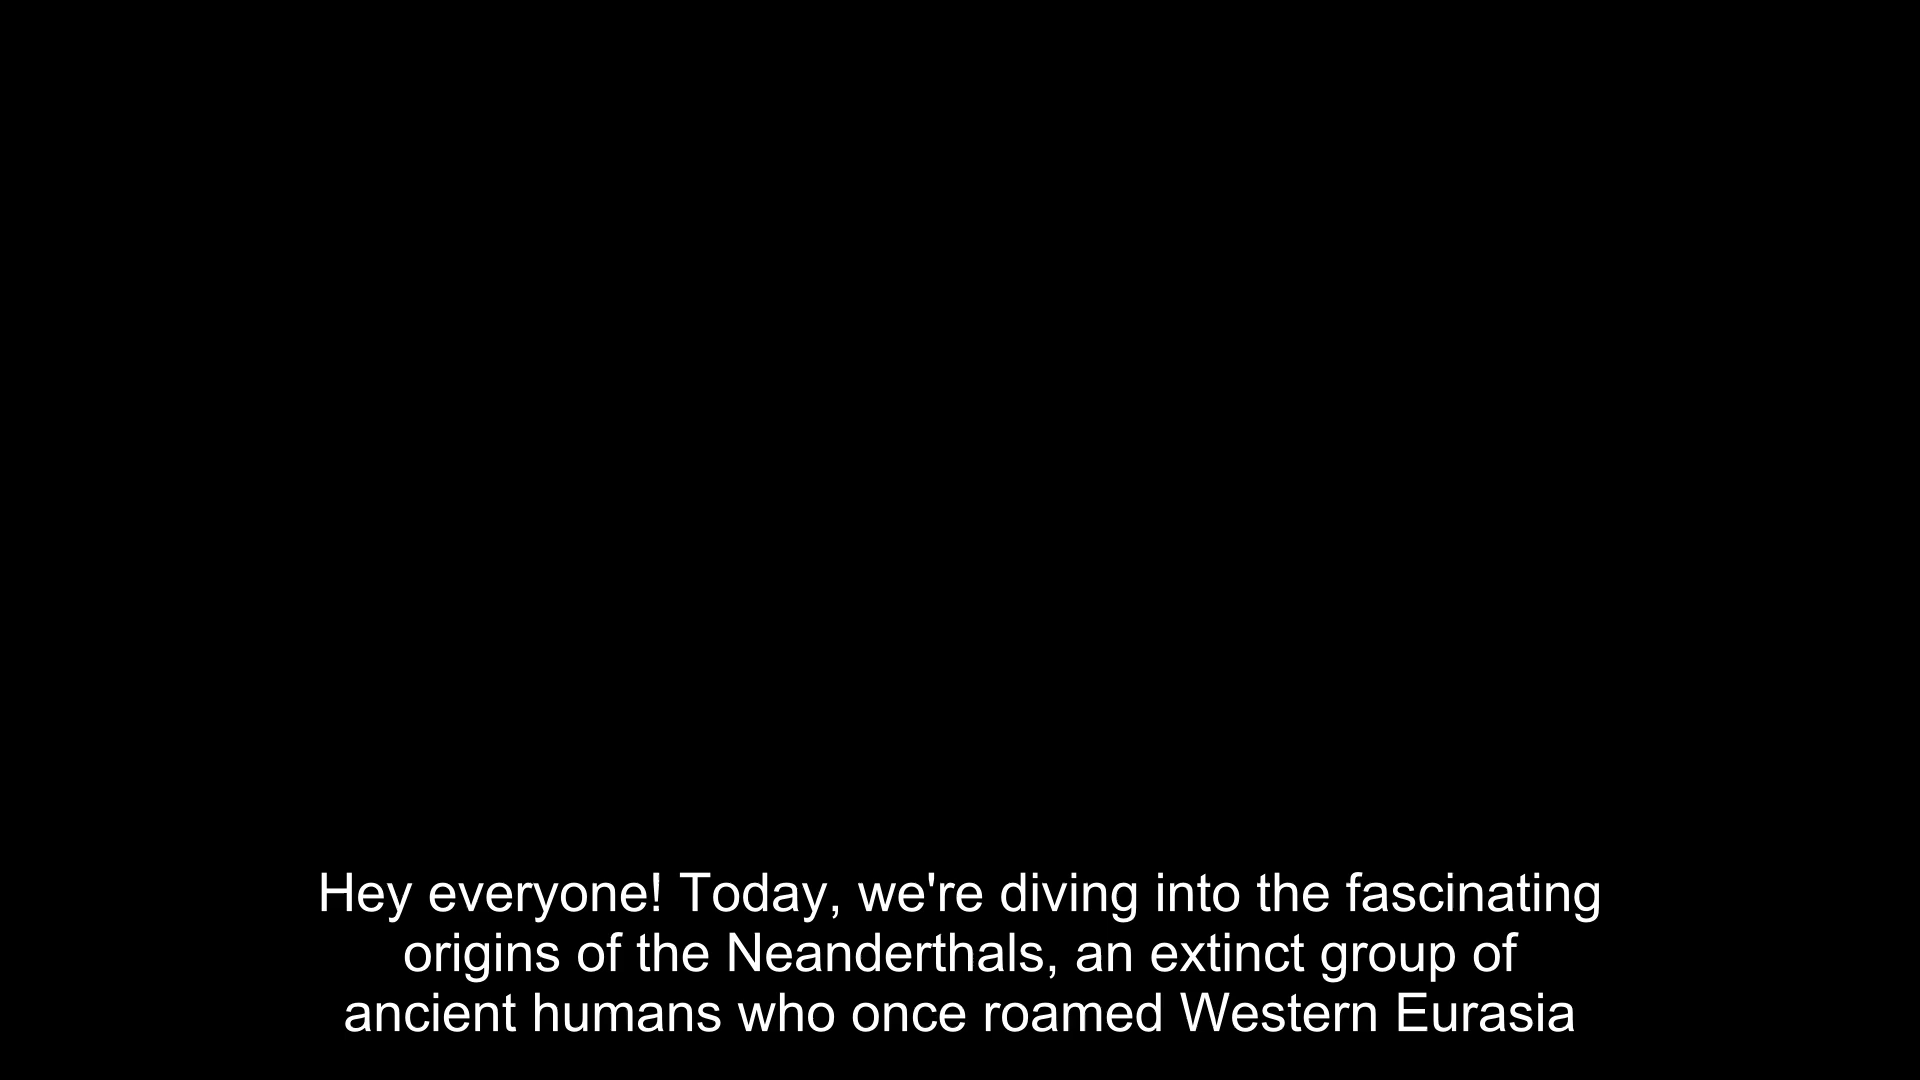 Hey everyone! Today, we're diving into the fascinating
origins of the Neanderthals, an extinct group of
ancient humans who once roamed Western Eurasia